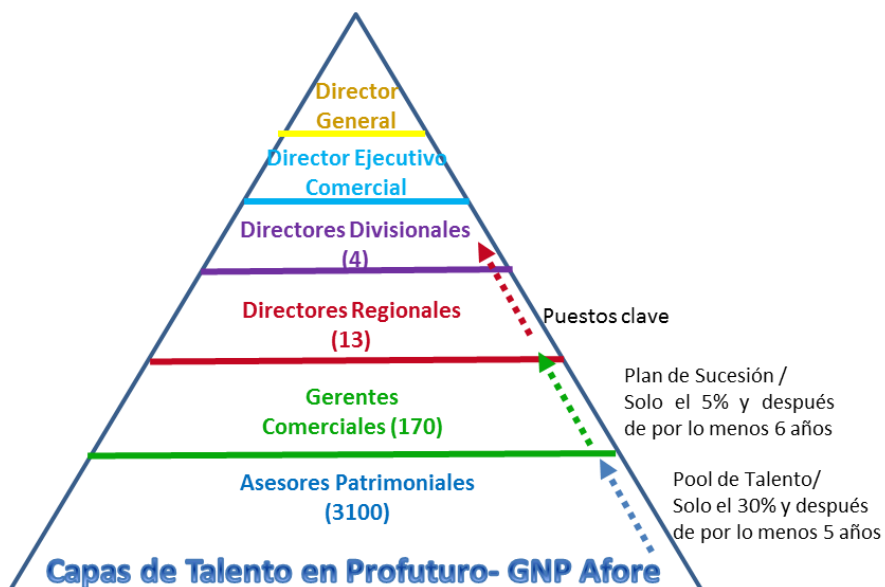 Director
General
Director Ejecutivo
Comercial
Directores Divisionales
(4)
Directores Regionales
(13)
Puestos clave
Gerentes
Comerciales (170)
Plan de Sucesión /
Solo el 5% y después
de por lo menos 6 años
Asesores Patrimoniales
(3100)
Pool de Talento/
Solo el 30% y después
de por lo menos 5 años
Capas de Talento en Profuturo- GNP Afore